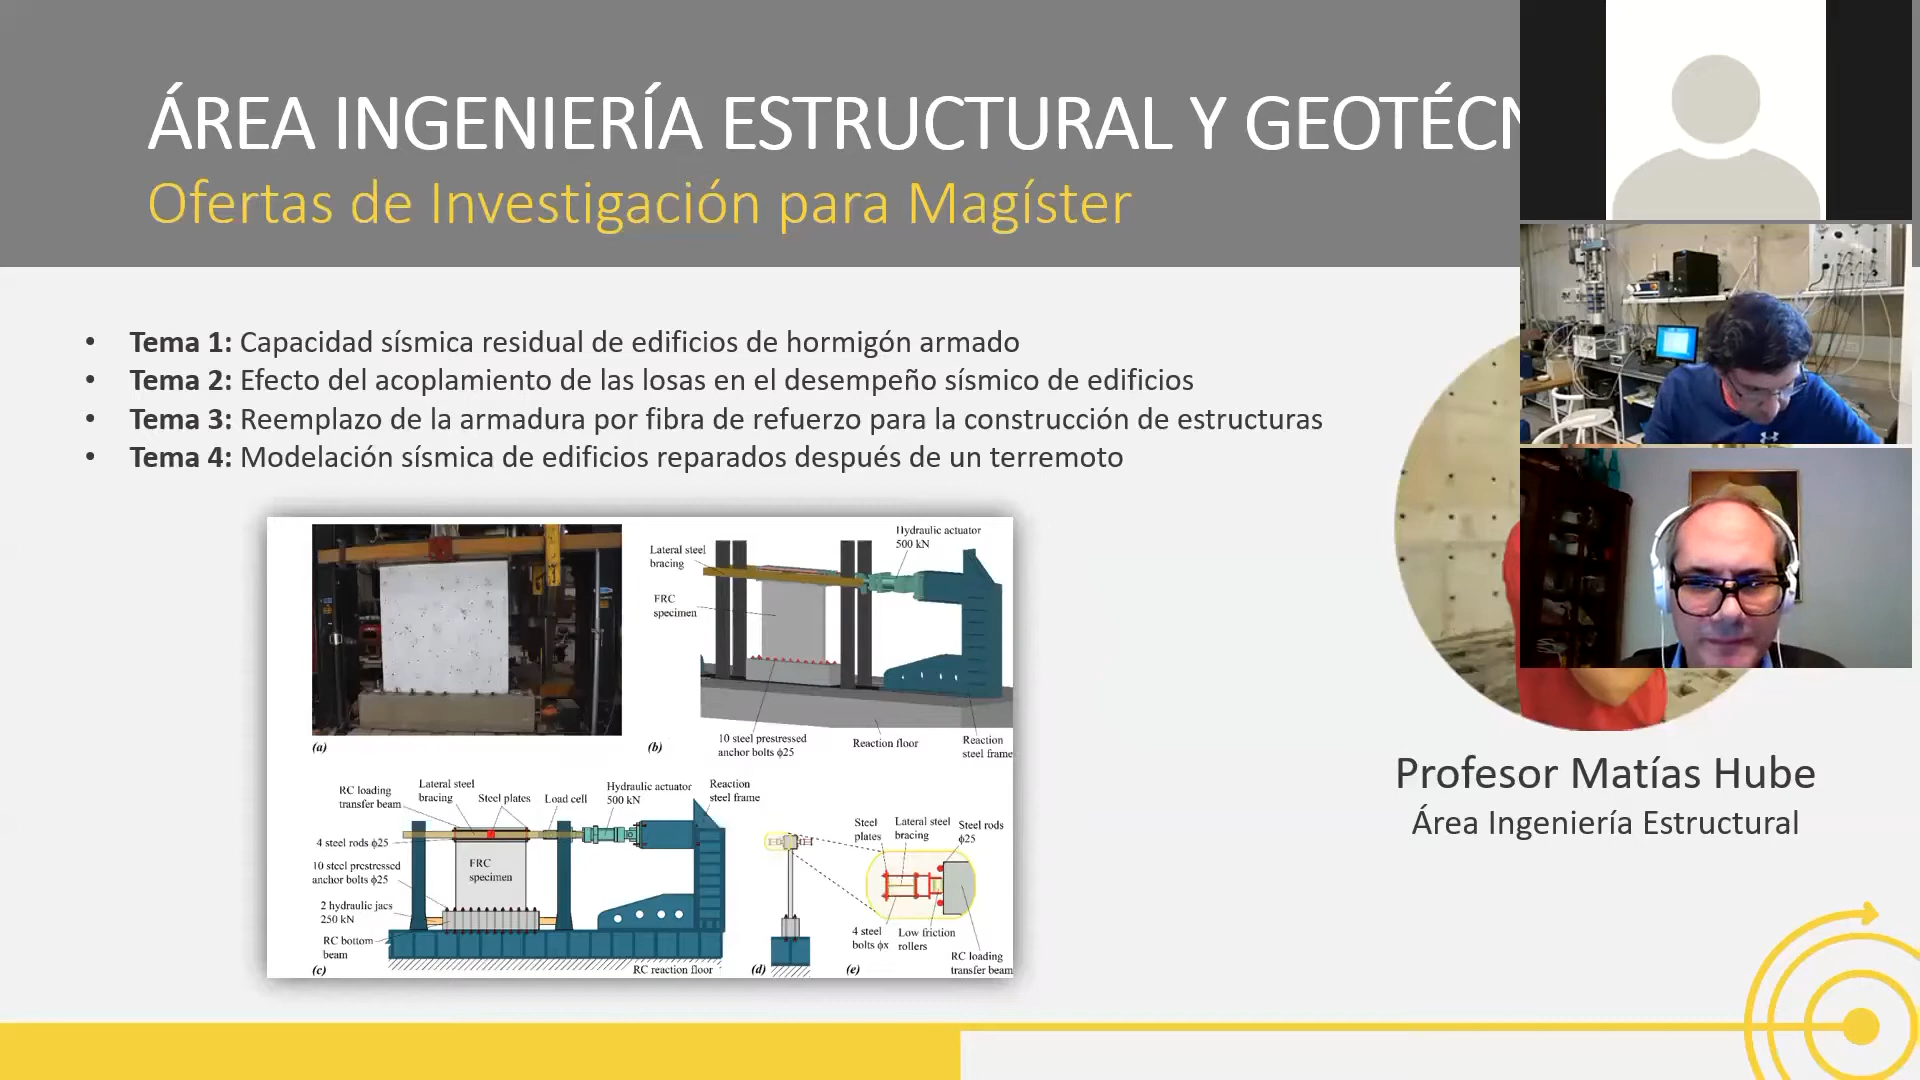 ÁREA INGENIERÍA ESTRUCTURAL Y GEOTÉCN
Ofertas de Investigación para Magíster
• Tema 1: Capacidad sísmica residual de edificios de hormigón armado
• Tema 2: Efecto del acoplamiento de las losas en el desempeño sísmico de edificios
• Tema 3: Reemplazo de la armadura por fibra de refuerzo para la construcción de estructuras
• Tema 4: Modelación sísmica de edificios reparados después de un terremoto
Hydraulic actuator
500 kN
Lateral steel
bracing
FRC
specimen
10 steel prestressed
anchor bolts ϕ25
Reaction floor
Reaction
steel frame
(a)
(b)
RC loading
transfer beam
Lateral steel
bracing
Steel plates
Load cell
Hydraulic actuator
500 kN
Reaction
steel frame
4 steel rods ϕ25
10 steel prestressed
anchor bolts ϕ25
FRC
specimen
2 hydraulic jacs
250 kN
RC bottom
beam
RC reaction floor
(c)
(d)
Steel
plates
Lateral steel
bracing
Steel rods
ϕ25
4 steel
bolts ϕx
Low friction
rollers
RC loading
transfer beam
(e)
Profesor Matías Hube
Área Ingeniería Estructural